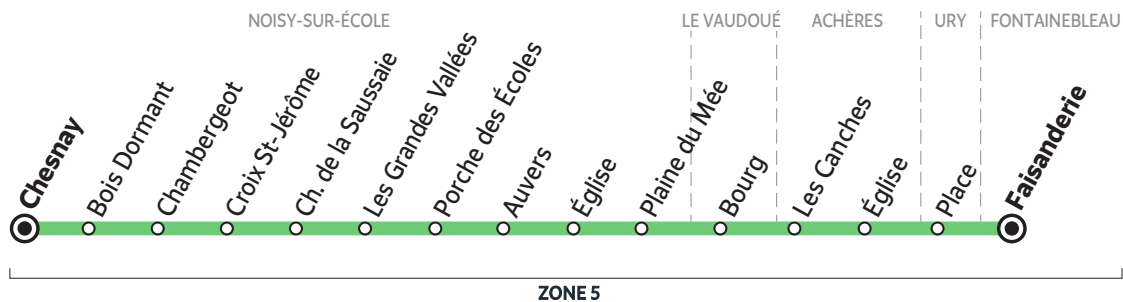 NOISY-SUR-ÉCOLE
LE VAUDOUÉ
ACHÈRES
URY
FONTAINEBLEAU
Chesnay
Bois Dormant
Chambergeot
Croix St-Jérôme
Ch. de la Saussaie
Les Grandes Vallées
Porche des Écoles
Auvers
Église
Plaine du Mée
Bourg
Les Canches
Église
Place
Faisanderie
ZONE 5